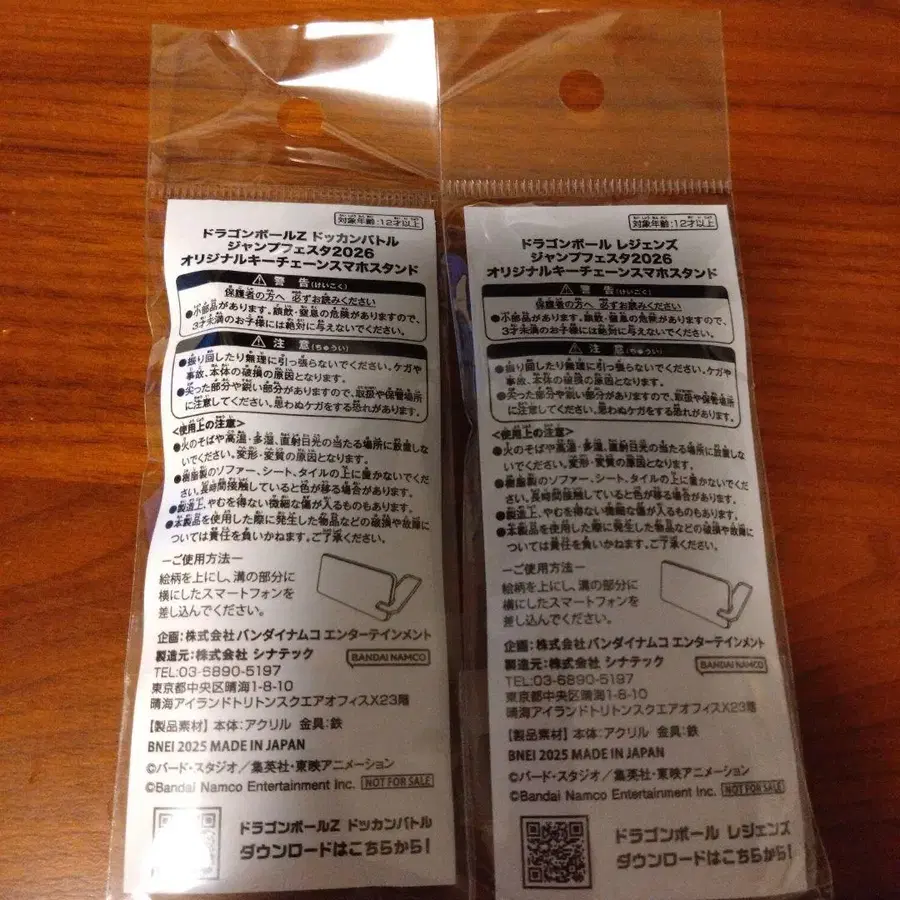 対象年齢:12才以上
ドラゴンボールZ ドッカンバトル
ジャンプフェスタ2026
オリジナルキーチェーンスマホスタンド
⚠ 警告(けいこく)
保護者の方へ 必ずお読みください
●小部品があります。誤飲・窒息の危険がありますので、
3才未満のお子様には絶対に与えないでください。
⚠ 注意(ちゅうい)
●振り回したり無理に引っ張らないでください。ケガや
事故、本体の破損の原因となります。
●尖った部分や鋭い部分がありますので、取扱や保管場所
に注意してください。思わぬケガをする恐れがあります。
<使用上の注意>
●火のそばや高温・多湿、直射日光の当たる場所に放置しな
いでください。変形・変質の原因となります。
●樹脂製のソファー、シート、タイルの上に置かないでくだ
さい。長時間接触していると色が移る場合があります。
●製造上、やむを得ない微細な傷が入るものもあります。
●本製品を使用した際に発生した物品などの破損や故障に
ついては責任を負いかねます。ご了承ください。
ーご使用方法ー
絵柄を上にし、溝の部分に
横にしたスマートフォンを
差し込んでください。
企画:株式会社バンダイナムコ エンターテインメント
製造元:株式会社 シナテック
BANDAI NAMCO
TEL:03-6890-5197
東京都中央区晴海1-8-10
晴海アイランドトリトンスクエアオフィスX23階
【製品素材】本体:アクリル 金具:鉄
BNEI 2025 MADE IN JAPAN
©バード・スタジオ/集英社・東映アニメーション
©Bandai Namco Entertainment Inc. NOT FOR SALE
ドラゴンボールZ ドッカンバトル
ダウンロードはこちらから!
対象年齢:12才以上
ドラゴンボール レジェンズ
ジャンプフェスタ2026
オリジナルキーチェーンスマホスタンド
⚠ 警告(けいこく)
保護者の方へ 必ずお読みください
●小部品があります。誤飲・窒息の危険がありますので、
3才未満のお子様には絶対に与えないでください。
⚠ 注意(ちゅうい)
●振り回したり無理に引っ張らないでください。ケガや
事故、本体の破損の原因となります。
●尖った部分や鋭い部分がありますので、取扱や保管場所
に注意してください。思わぬケガをする恐れがあります。
<使用上の注意>
●火のそばや高温・多湿、直射日光の当たる場所に放置しな
いでください。変形・変質の原因となります。
●樹脂製のソファー、シート、タイルの上に置かないでくだ
さい。長時間接触していると色が移る場合があります。
●製造上、やむを得ない微細な傷が入るものもあります。
●本製品を使用した際に発生した物品などの破損や故障に
ついては責任を負いかねます。ご了承ください。
ーご使用方法ー
絵柄を上にし、溝の部分に
横にしたスマートフォンを
差し込んでください。
企画:株式会社バンダイナムコ エンターテインメント
製造元:株式会社 シナテック
BANDAI NAMCO
TEL:03-6890-5197
東京都中央区晴海1-8-10
晴海アイランドトリトンスクエアオフィスX23階
【製品素材】本体:アクリル 金具:鉄
BNEI 2025 MADE IN JAPAN
©バード・スタジオ/集英社・東映アニメーション
©Bandai Namco Entertainment Inc. NOT FOR SALE
ドラゴンボール レジェンズ
ダウンロードはこちらから!